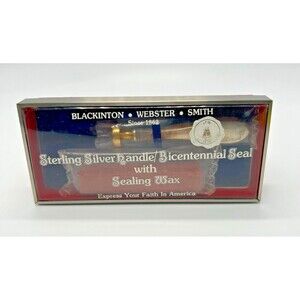 BLACKINTON • WEBSTER • SMITH
Since 1862
Sterling Silver Handle/Bicentennial Seal
with
Sealing Wax
Express Your Faith In America